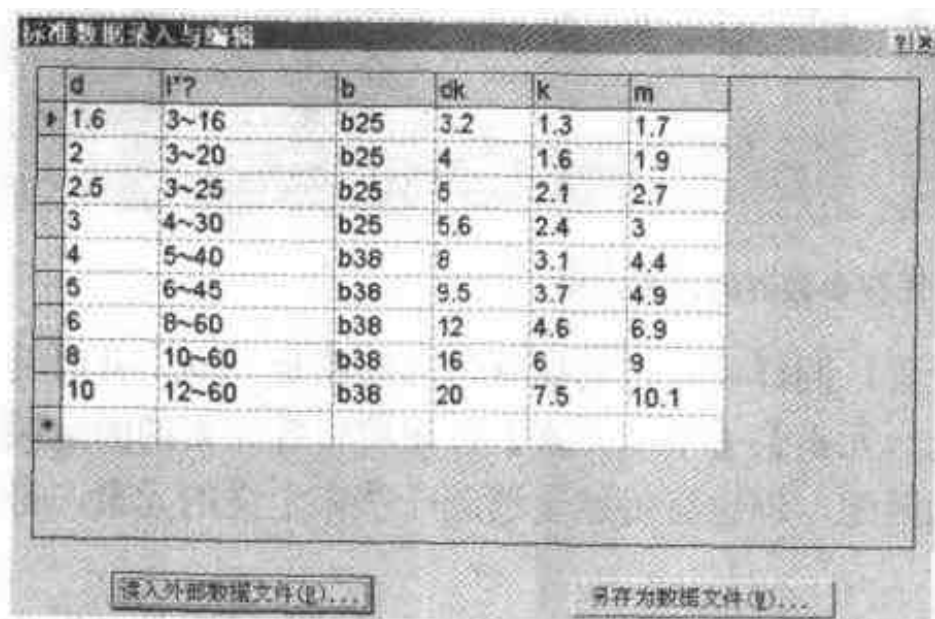 标准数据录入与编辑
d l*? b dk k m
1.6 3~16 b25 3.2 1.3 1.7
2 3~20 b25 4 1.6 1.9
2.5 3~25 b25 5 2.1 2.7
3 4~30 b25 5.6 2.4 3
4 5~40 b38 8 3.1 4.4
5 6~45 b38 9.5 3.7 4.9
6 8~60 b38 12 4.6 6.9
8 10~60 b38 16 6 9
10 12~60 b38 20 7.5 10.1
*
读入外部数据文件(R)... 另存为数据文件(W)...